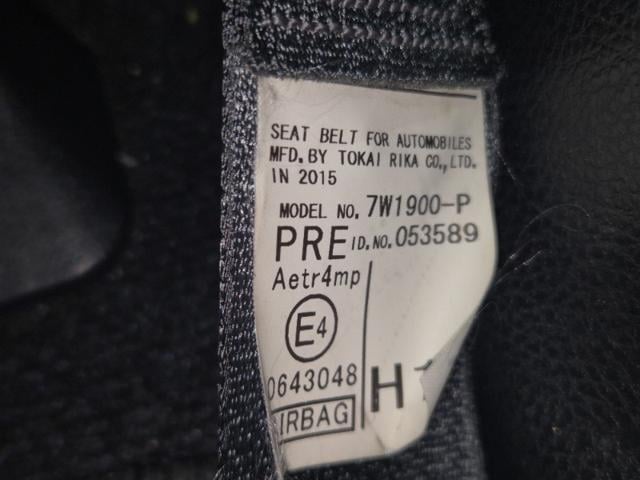 SEAT BELT FOR AUTOMOBILES
MFD. BY TOKAI RIKA CO., LTD.
IN 2015
MODEL NO. 7W1900-P
PRE ID. NO. 053589
Aetr4mp
E4
0643048
AIRBAG
H